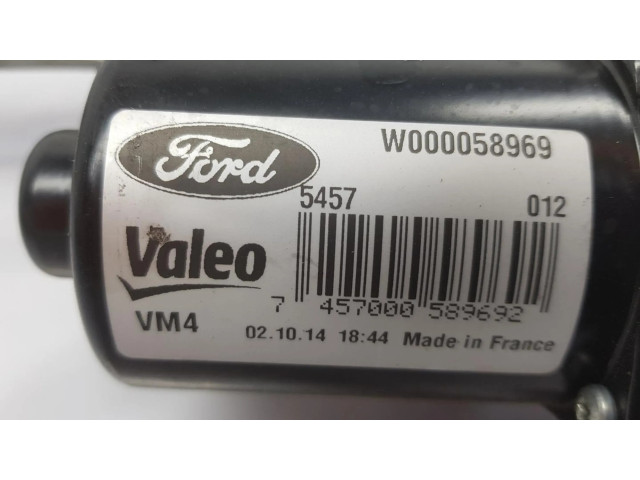 Ford
W000058969
5457 012
Valeo
7 457000 589692
VM4 02.10.14 18:44 Made in France